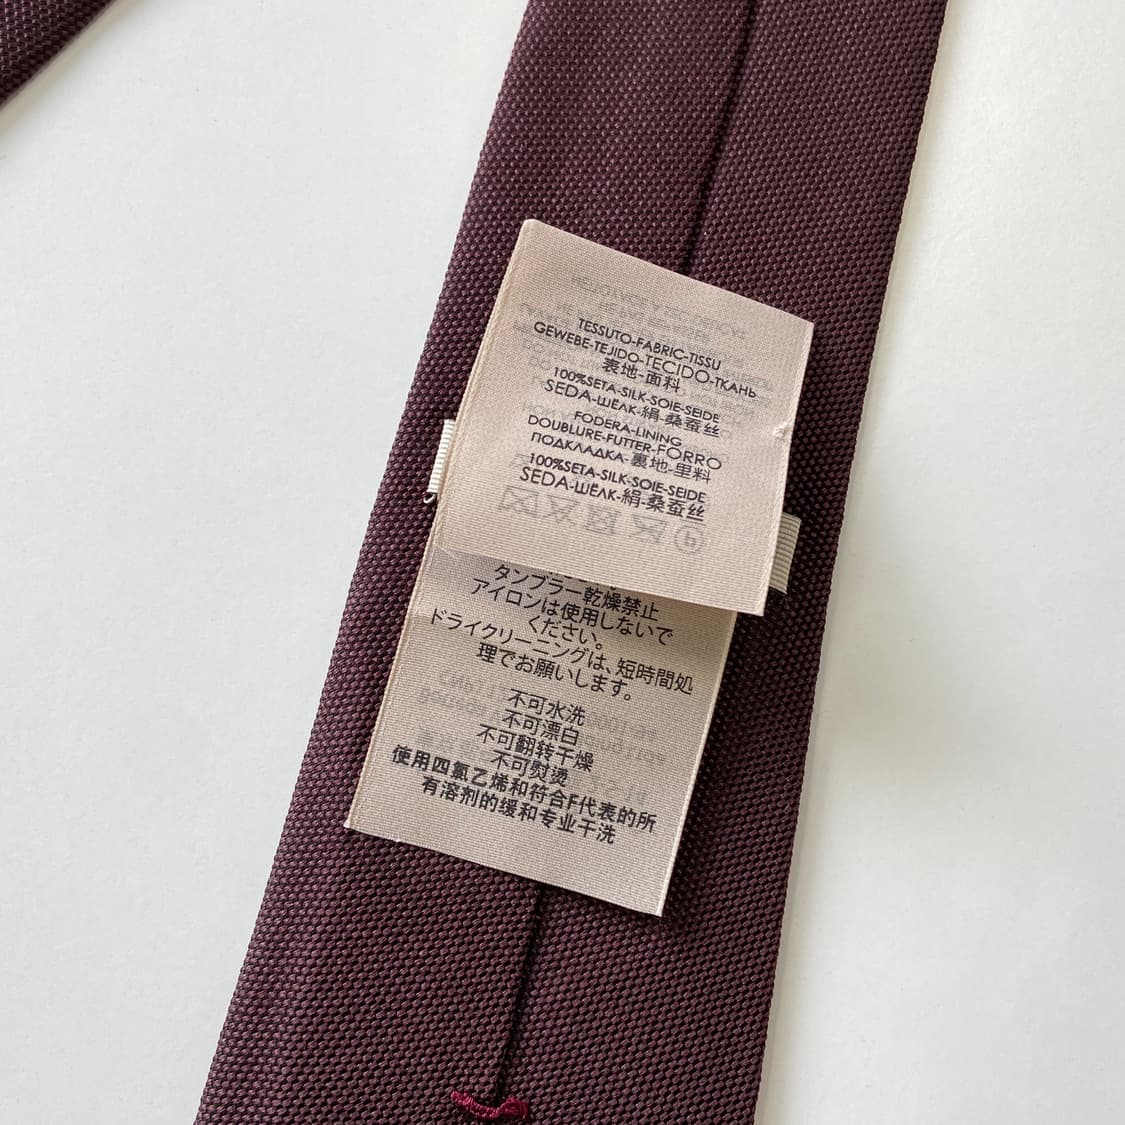 TESSUTO-FABRIC-TISSU
GEWEBE-TEJIDO-TECIDO-ТКАНЬ
表地-面料
100%SETA-SILK-SOIE-SEIDE
SEDA-ШЁЛК-絹-桑蚕丝
FODERA-LINING
DOUBLURE-FUTTER-FORRO
ПОДКЛАДКА-裏地-里料
100%SETA-SILK-SOIE-SEIDE
SEDA-ШЁЛК-絹-桑蚕丝
タンブラー乾燥禁止
アイロンは使用しないで
ください。
ドライクリーニングは、短時間処
理でお願いします。
不可水洗
不可漂白
不可翻转干燥
不可熨烫
使用四氯乙烯和符合F代表的所
有溶剂的缓和专业干洗